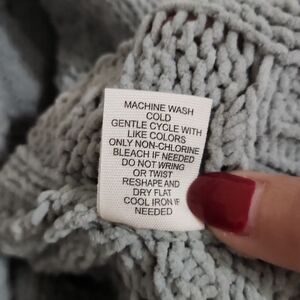 MACHINE WASH
COLD
GENTLE CYCLE WITH
LIKE COLORS
ONLY NON-CHLORINE
BLEACH IF NEEDED
DO NOT WRING
OR TWIST
RESHAPE AND
DRY FLAT
COOL IRON IF
NEEDED